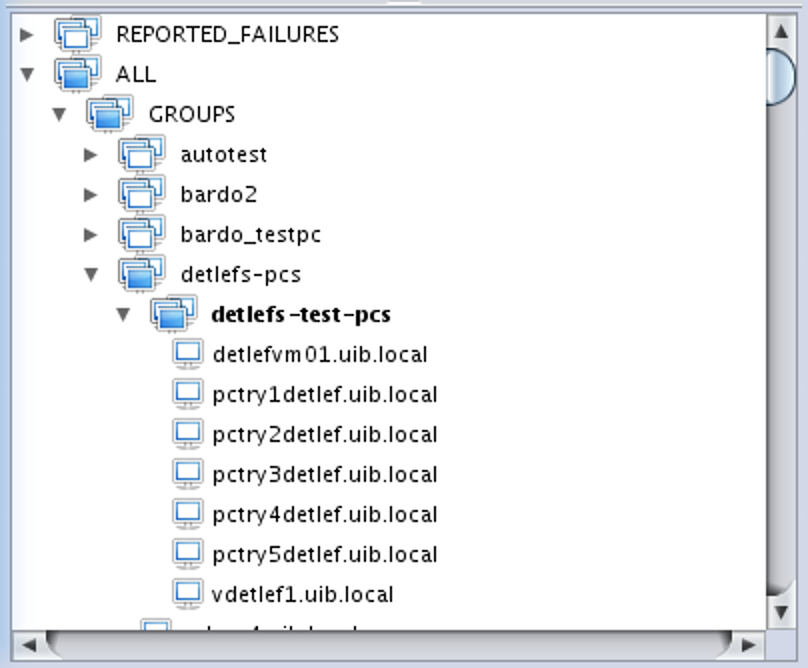 REPORTED_FAILURES
ALL
GROUPS
autotest
bardo2
bardo_testpc
detlefs-pcs
detlefs-test-pcs
detlefvm01.uib.local
pctry1detlef.uib.local
pctry2detlef.uib.local
pctry3detlef.uib.local
pctry4detlef.uib.local
pctry5detlef.uib.local
vdetlef1.uib.local